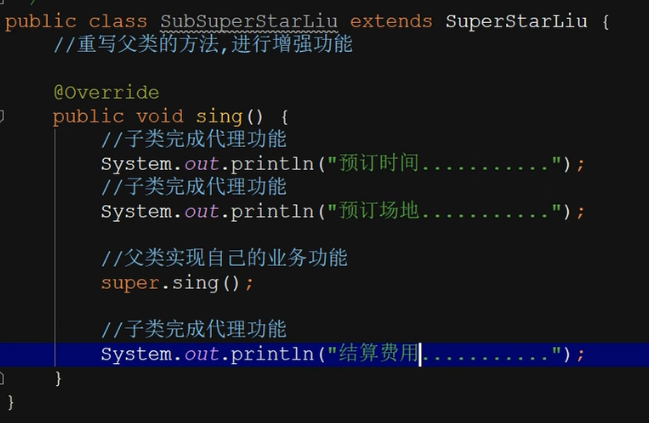 public class SubSuperStarLiu extends SuperStarLiu {
//重写父类的方法,进行增强功能
@Override
public void sing() {
//子类完成代理功能
System.out.println("预订时间...........");
//子类完成代理功能
System.out.println("预订场地...........");
//父类实现自己的业务功能
super.sing();
//子类完成代理功能
System.out.println("结算费用...........");
}
}